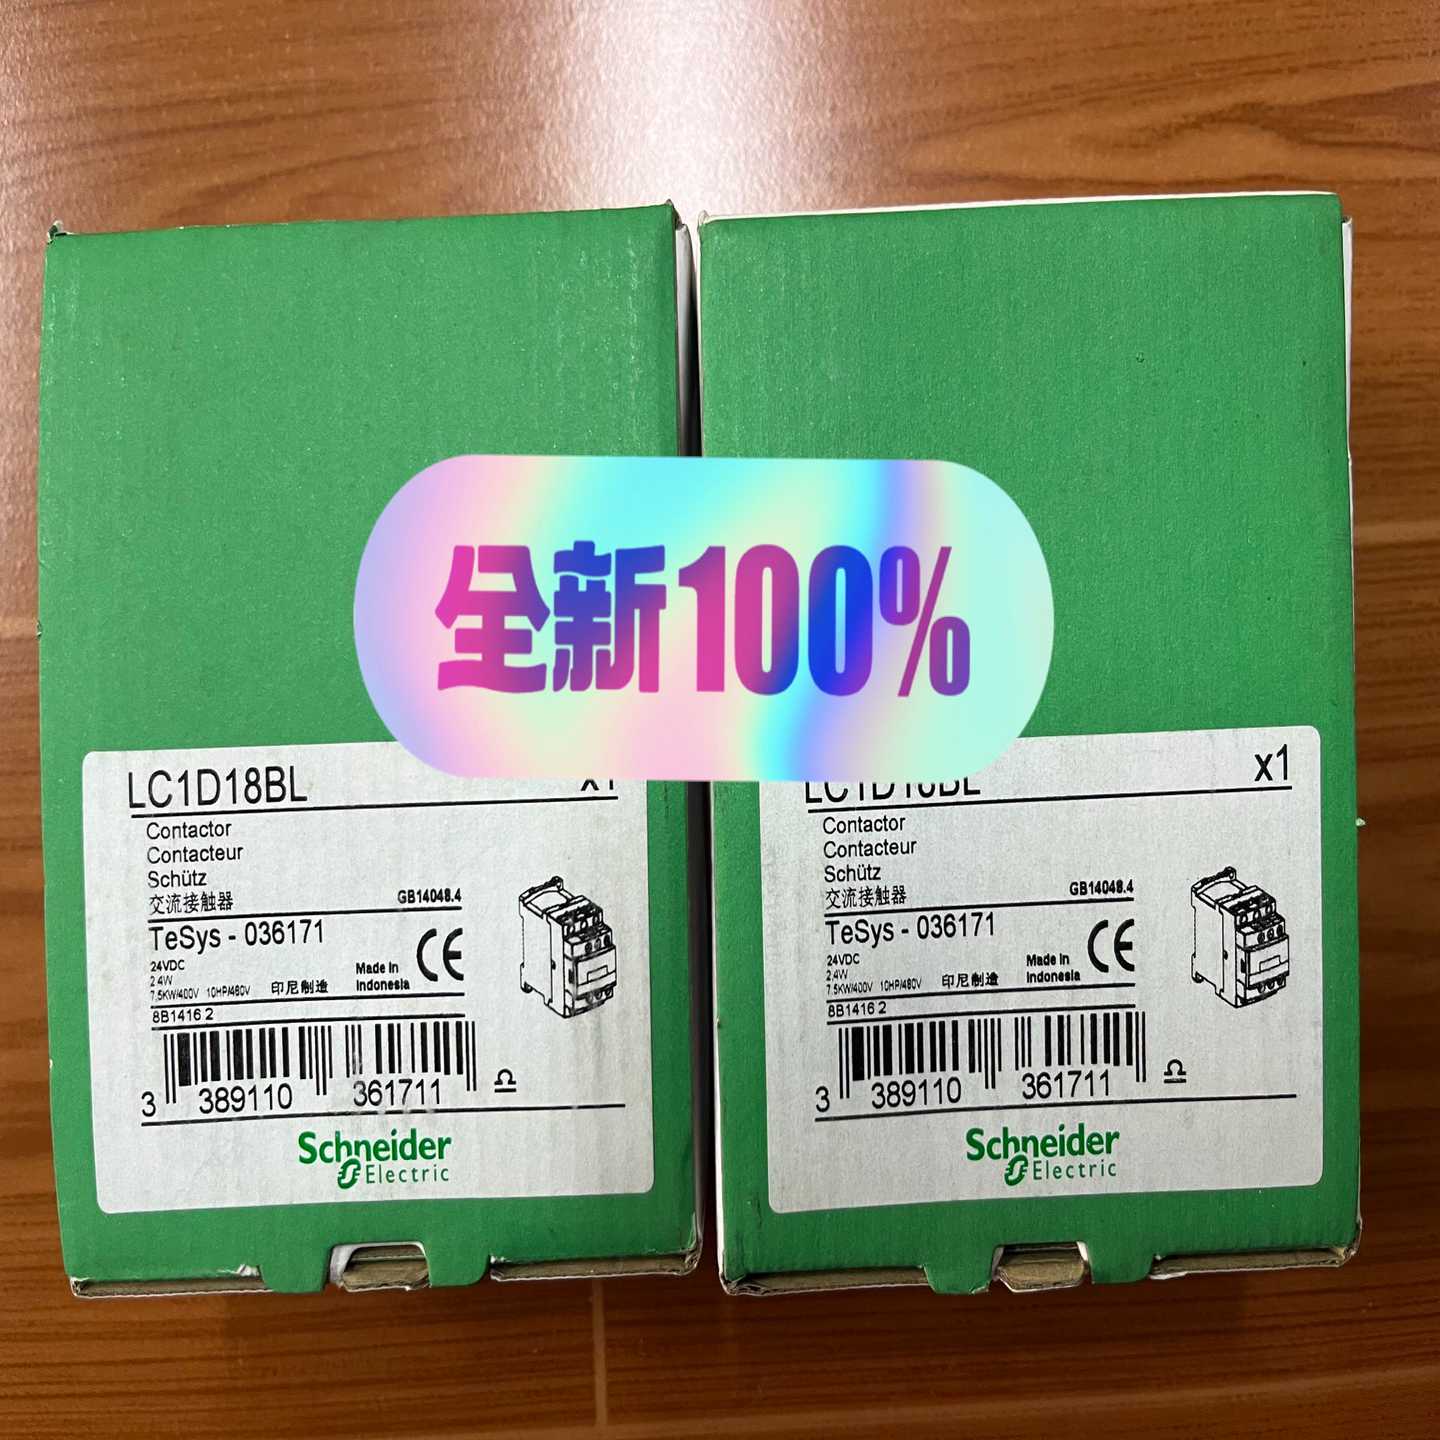 全新100%
LC1D18BL x1
Contactor
Contacteur
Schütz
交流接触器 GB14048.4
TeSys - 036171
24VDC
2.4W
7.5KW/400V 10HP/480V 印尼制造 Made in Indonesia
CE
8B1416 2
3 389110 361711
Schneider
Electric
LC1D18BL x1
Contactor
Contacteur
Schütz
交流接触器 GB14048.4
TeSys - 036171
24VDC
2.4W
7.5KW/400V 10HP/480V 印尼制造 Made in Indonesia
CE
8B1416 2
3 389110 361711
Schneider
Electric